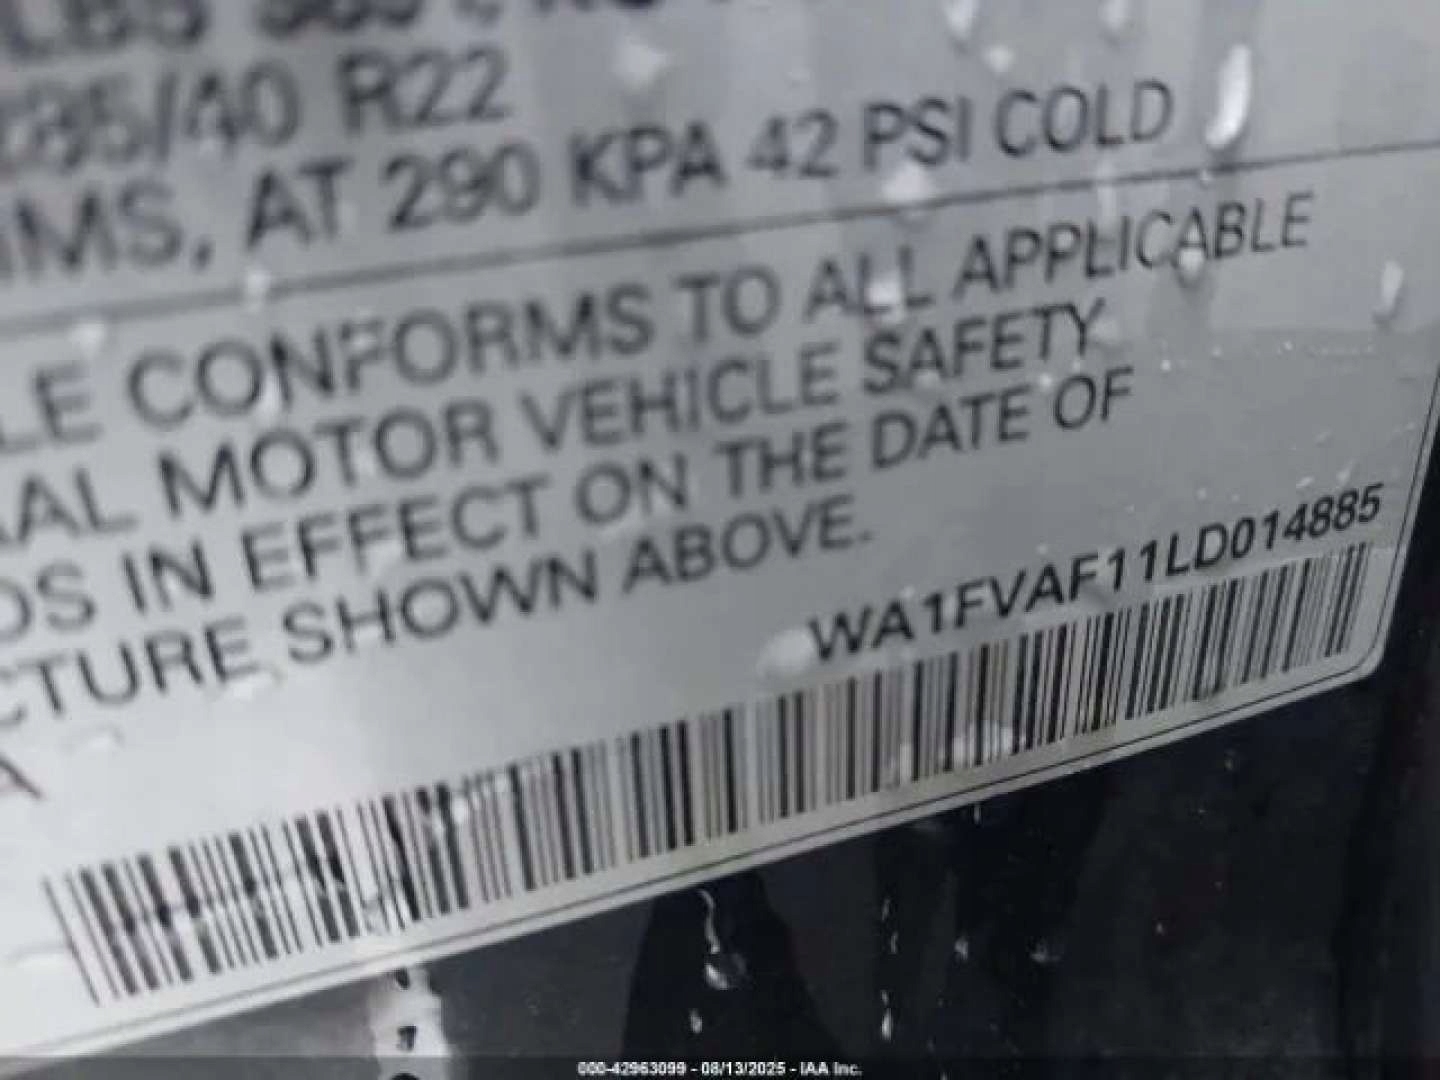 285/40 R22
IMS, AT 290 KPA 42 PSI COLD
LE CONFORMS TO ALL APPLICABLE
AL MOTOR VEHICLE SAFETY
DS IN EFFECT ON THE DATE OF
CTURE SHOWN ABOVE.
WA1FVAF11LD014885
A
000-42963099 - 08/13/2025 - IAA Inc.